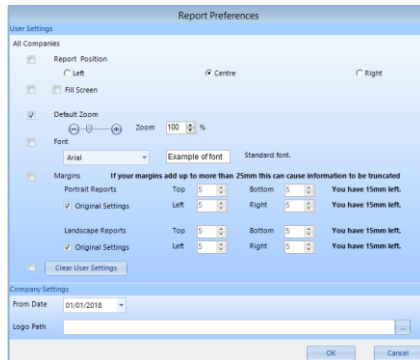 Report Preferences
User Settings
All Companies
Report Position
Left Centre Right
Fill Screen
Default Zoom
Zoom 100 %
Font
Arial Example of font Standard font.
Margins If your margins add up to more than 25mm this can cause information to be truncated
Portrait Reports Top 5 Bottom 5 You have 15mm left.
Original Settings Left 5 Right 5 You have 15mm left.
Landscape Reports Top 5 Bottom 5 You have 15mm left.
Original Settings Left 5 Right 5 You have 15mm left.
Clear User Settings
Company Settings
From Date 01/01/2018
Logo Path ...
OK Cancel